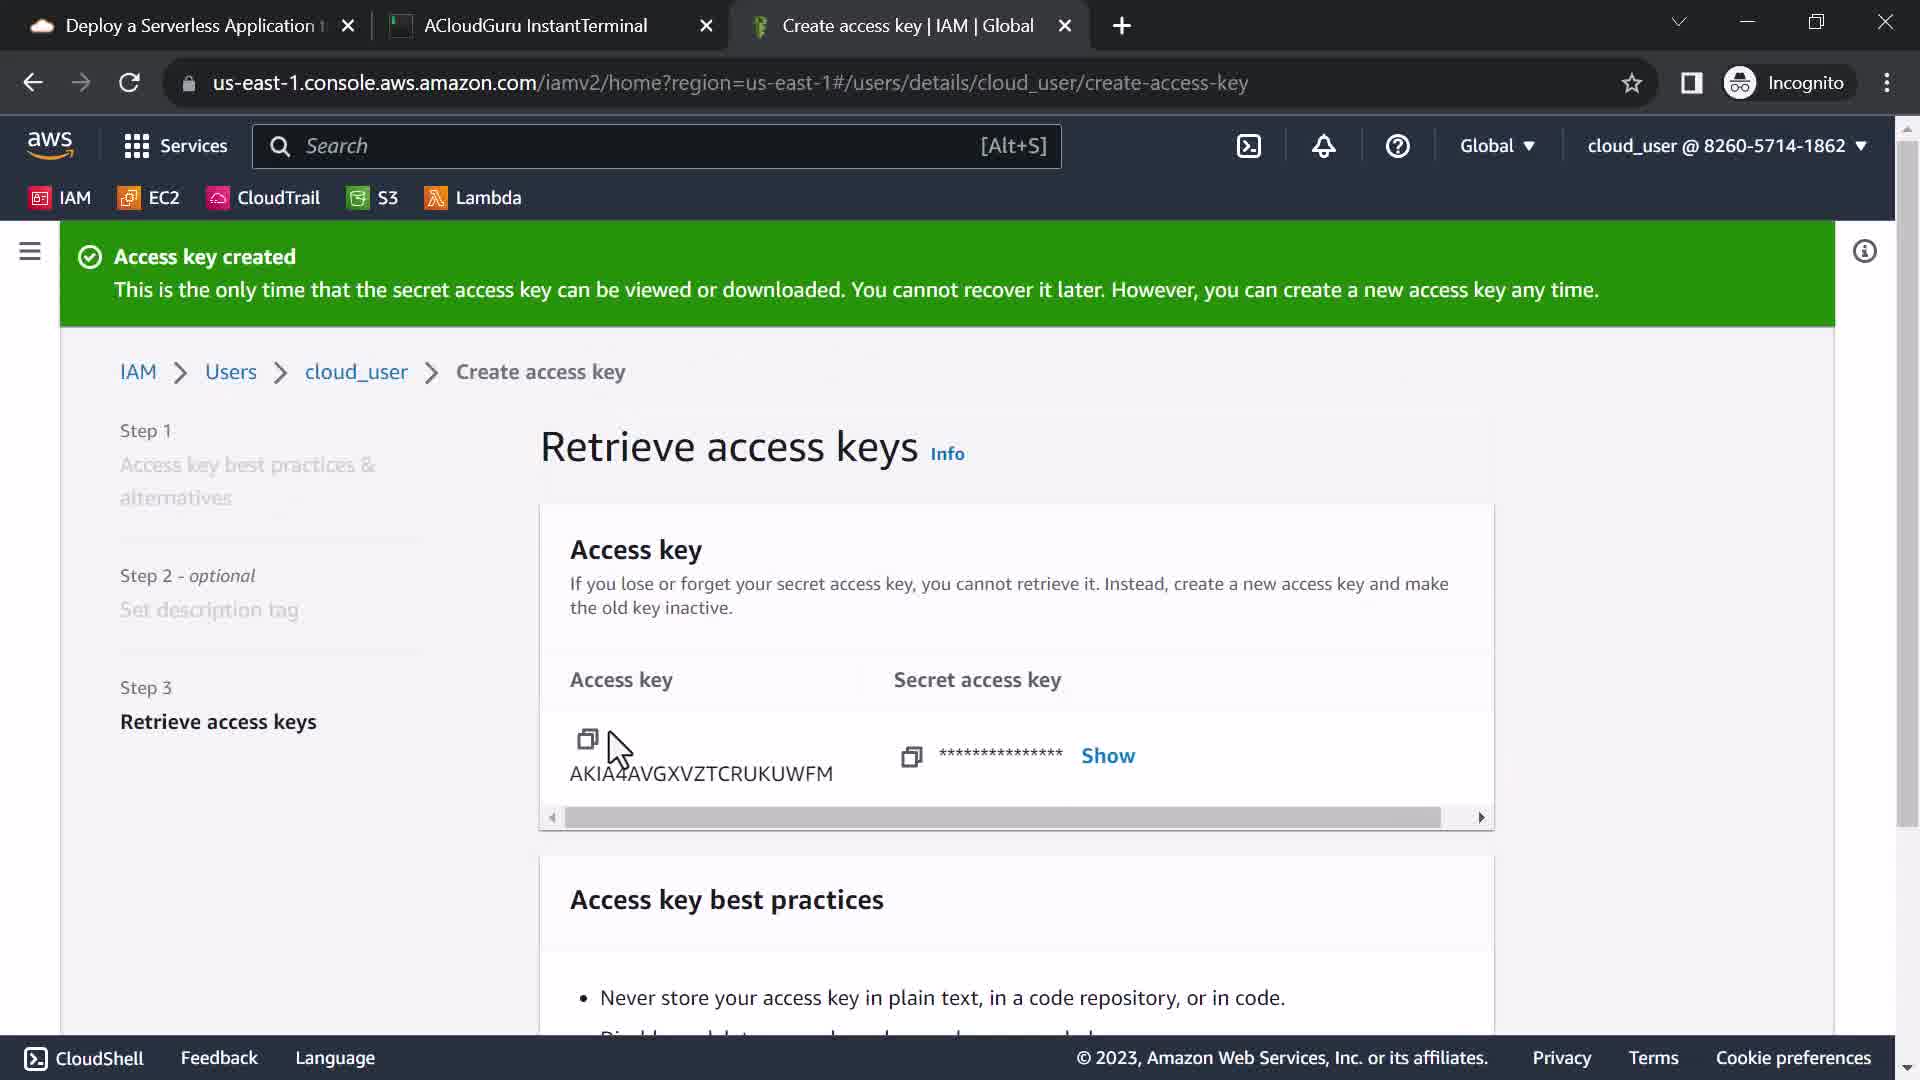 Deploy a Serverless Application
ACloudGuru InstantTerminal
Create access key | IAM | Global
us-east-1.console.aws.amazon.com/iamv2/home?region=us-east-1#/users/details/cloud_user/create-access-key
Incognito
aws
Services
Search
[Alt+S]
Global
cloud_user @ 8260-5714-1862
IAM
EC2
CloudTrail
S3
Lambda
Access key created
This is the only time that the secret access key can be viewed or downloaded. You cannot recover it later. However, you can create a new access key any time.
IAM > Users > cloud_user > Create access key
Step 1
Access key best practices &
alternatives
Step 2 - optional
Set description tag
Step 3
Retrieve access keys
Retrieve access keys Info
Access key
If you lose or forget your secret access key, you cannot retrieve it. Instead, create a new access key and make
the old key inactive.
Access key
Secret access key
AKIA4AVGXVZTCRUKUWFM
*************** Show
Access key best practices
• Never store your access key in plain text, in a code repository, or in code.
CloudShell
Feedback
Language
© 2023, Amazon Web Services, Inc. or its affiliates.
Privacy
Terms
Cookie preferences